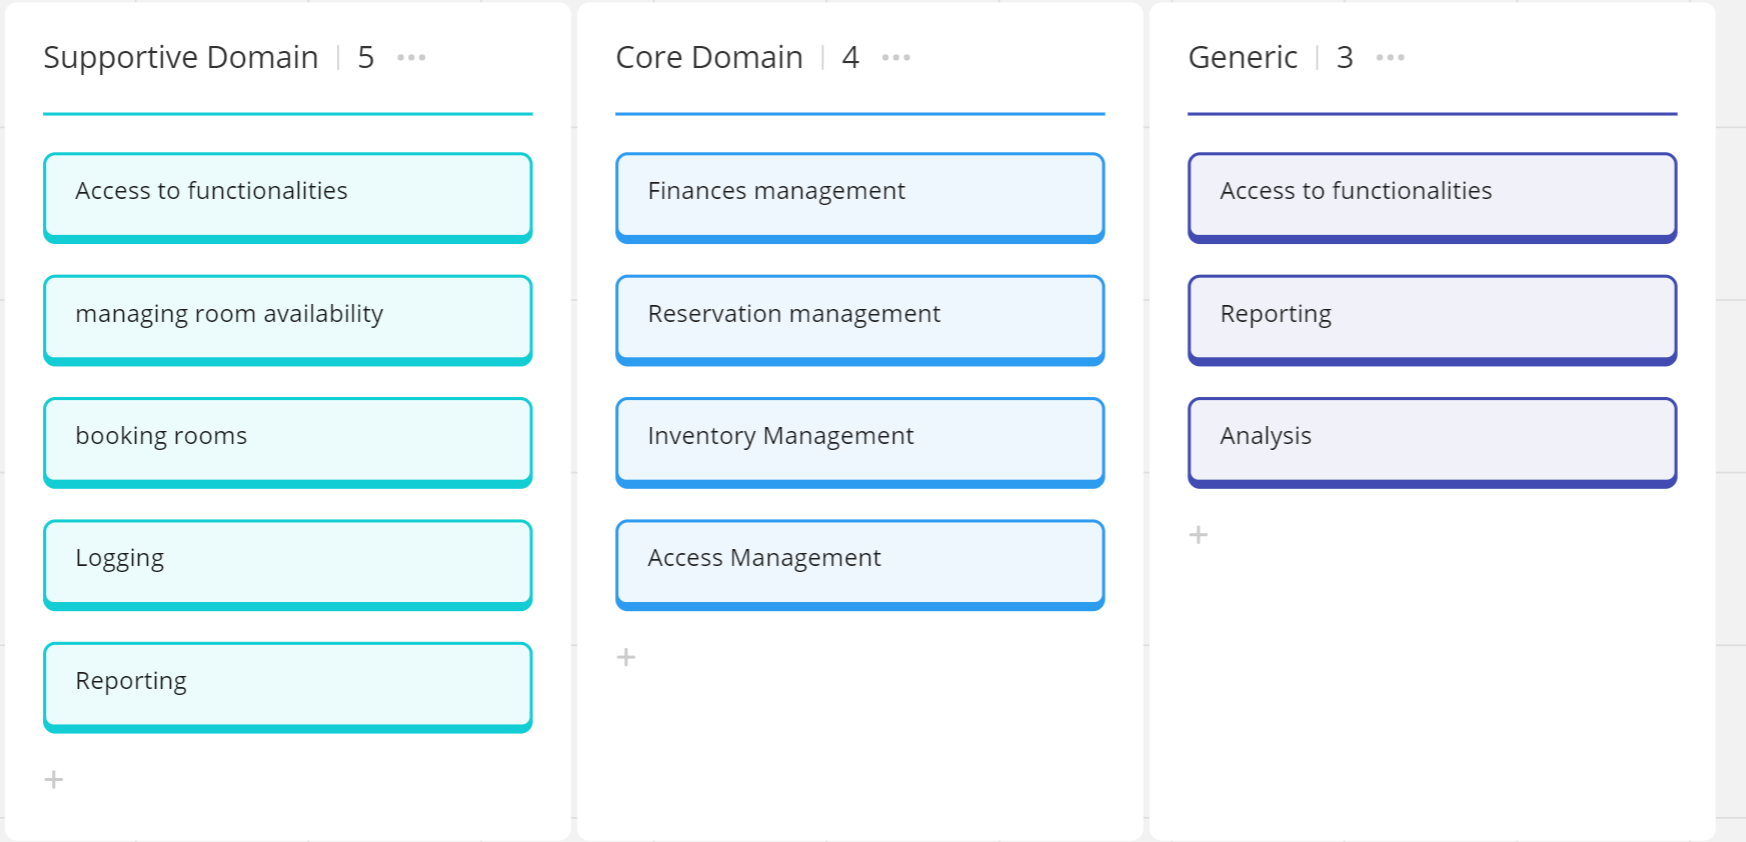 Supportive Domain | 5 •••
Access to functionalities
managing room availability
booking rooms
Logging
Reporting
+
Core Domain | 4 •••
Finances management
Reservation management
Inventory Management
Access Management
+
Generic | 3 •••
Access to functionalities
Reporting
Analysis
+